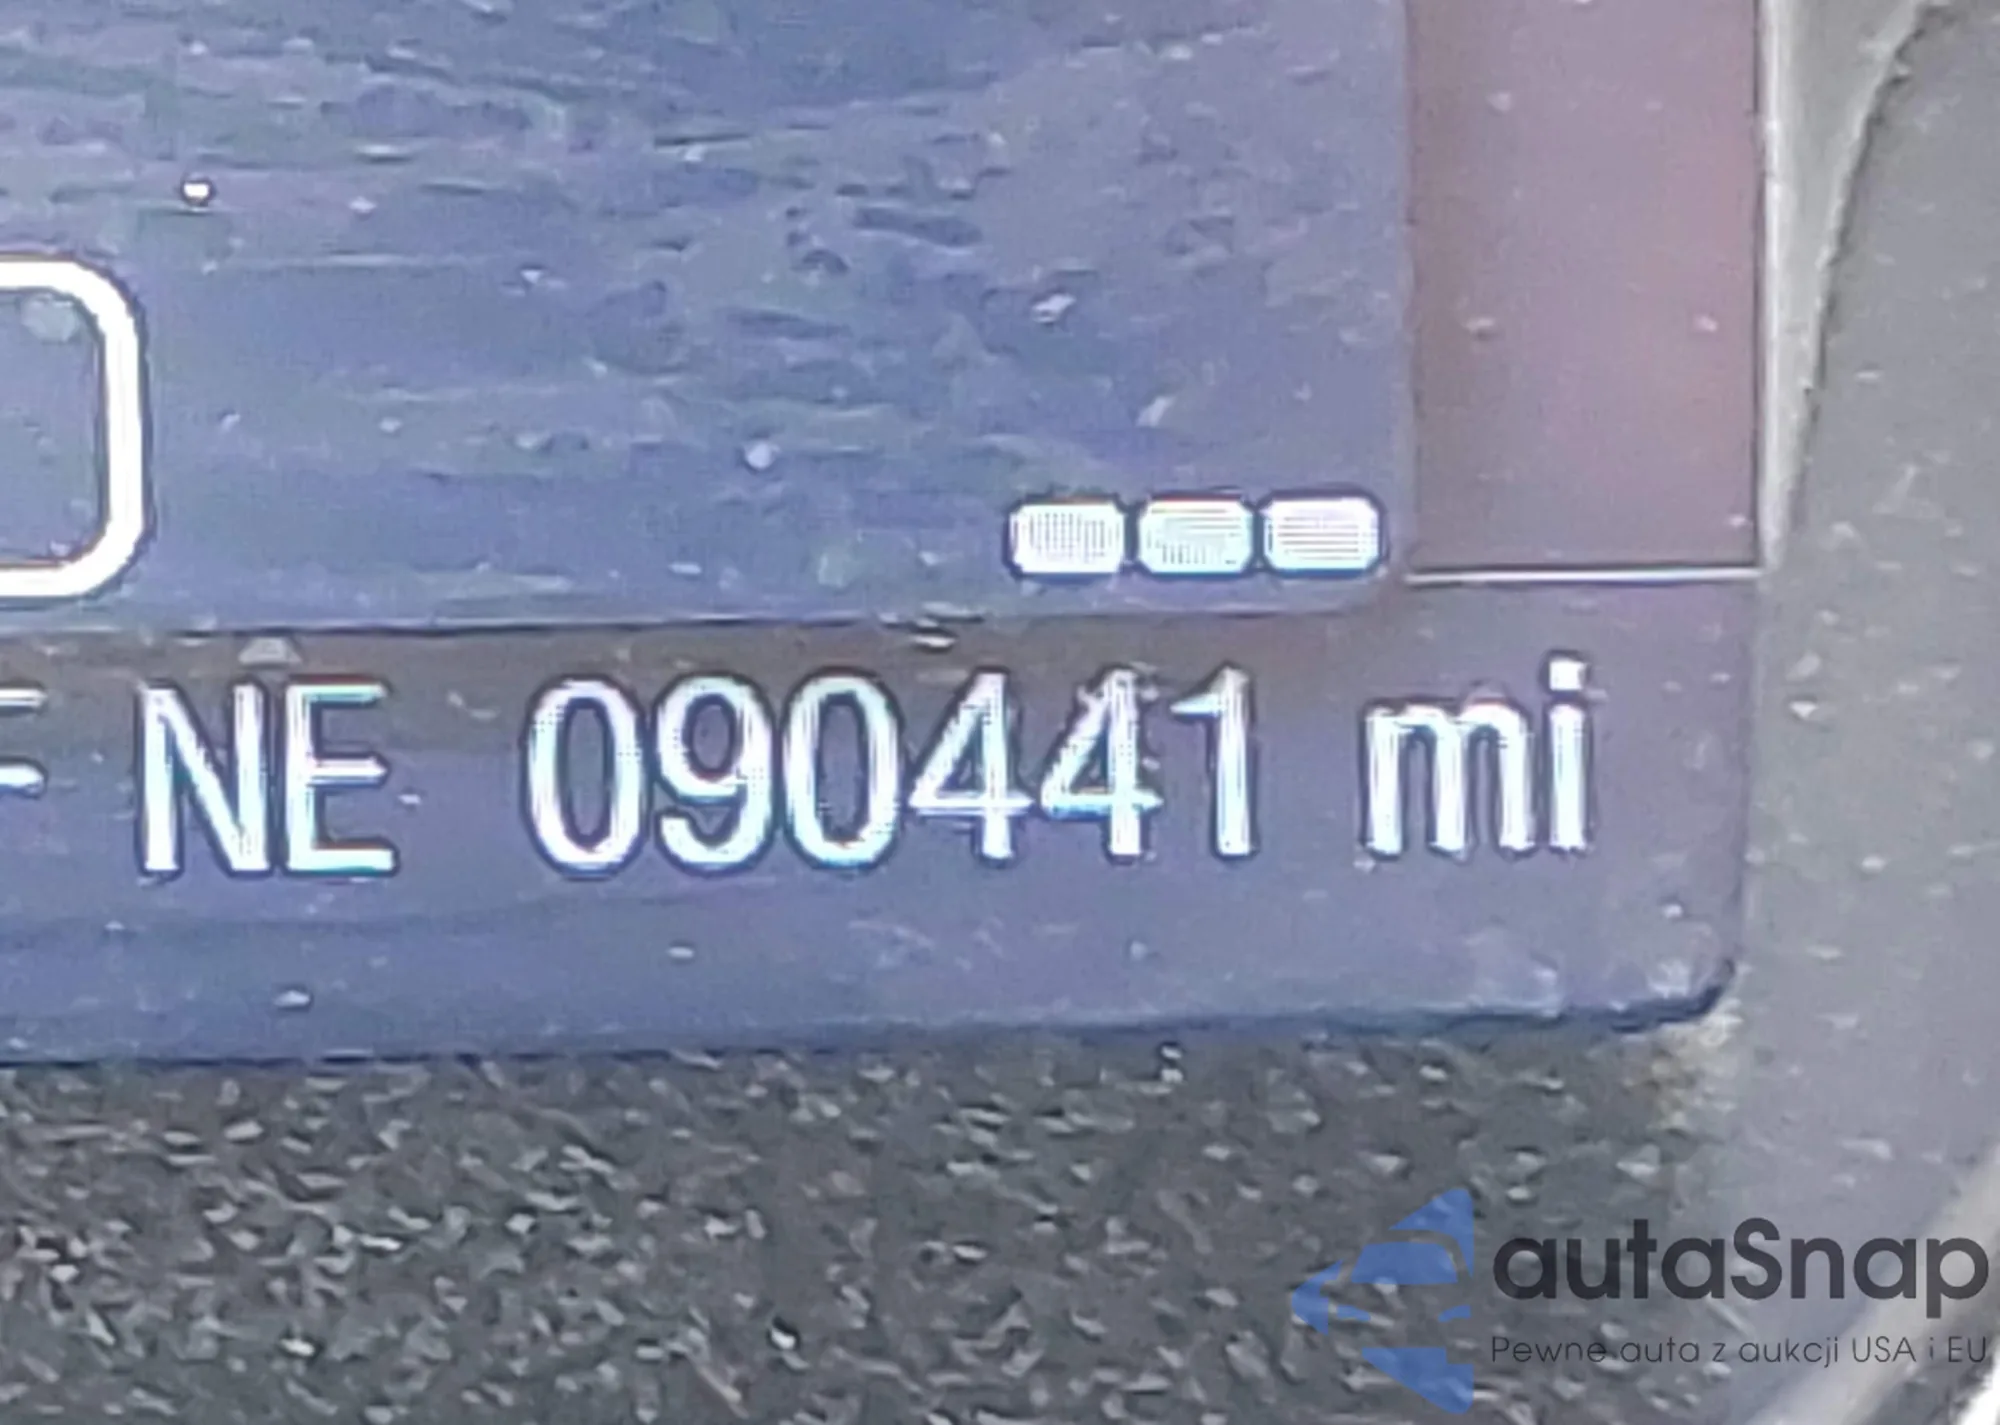 NE 090441 mi
autaSnap
Pewne auta z aukcji USA i EU